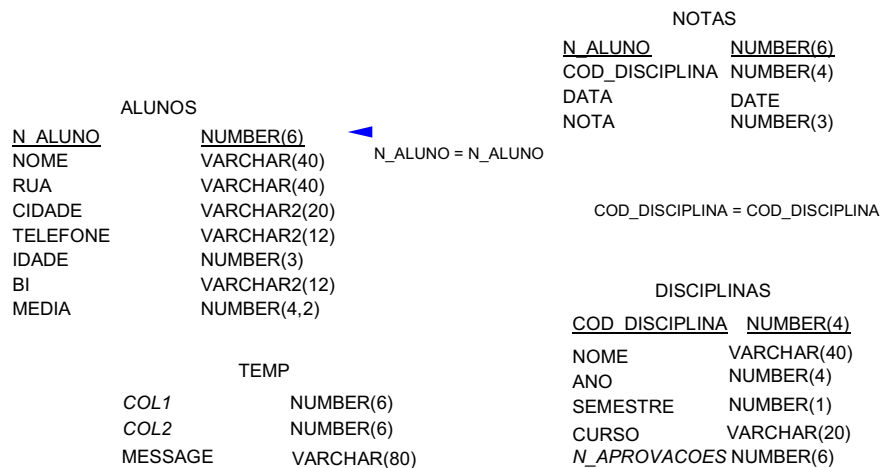 NOTAS
N_ALUNO NUMBER(6)
COD_DISCIPLINA NUMBER(4)
DATA DATE
NOTA NUMBER(3)
ALUNOS
N_ALUNO NUMBER(6)
NOME VARCHAR(40)
RUA VARCHAR(40)
CIDADE VARCHAR2(20)
TELEFONE VARCHAR2(12)
IDADE NUMBER(3)
BI VARCHAR2(12)
MEDIA NUMBER(4,2)
N_ALUNO = N_ALUNO
COD_DISCIPLINA = COD_DISCIPLINA
DISCIPLINAS
COD_DISCIPLINA NUMBER(4)
NOME VARCHAR(40)
ANO NUMBER(4)
SEMESTRE NUMBER(1)
CURSO VARCHAR(20)
N_APROVACOES NUMBER(6)
TEMP
COL1 NUMBER(6)
COL2 NUMBER(6)
MESSAGE VARCHAR(80)